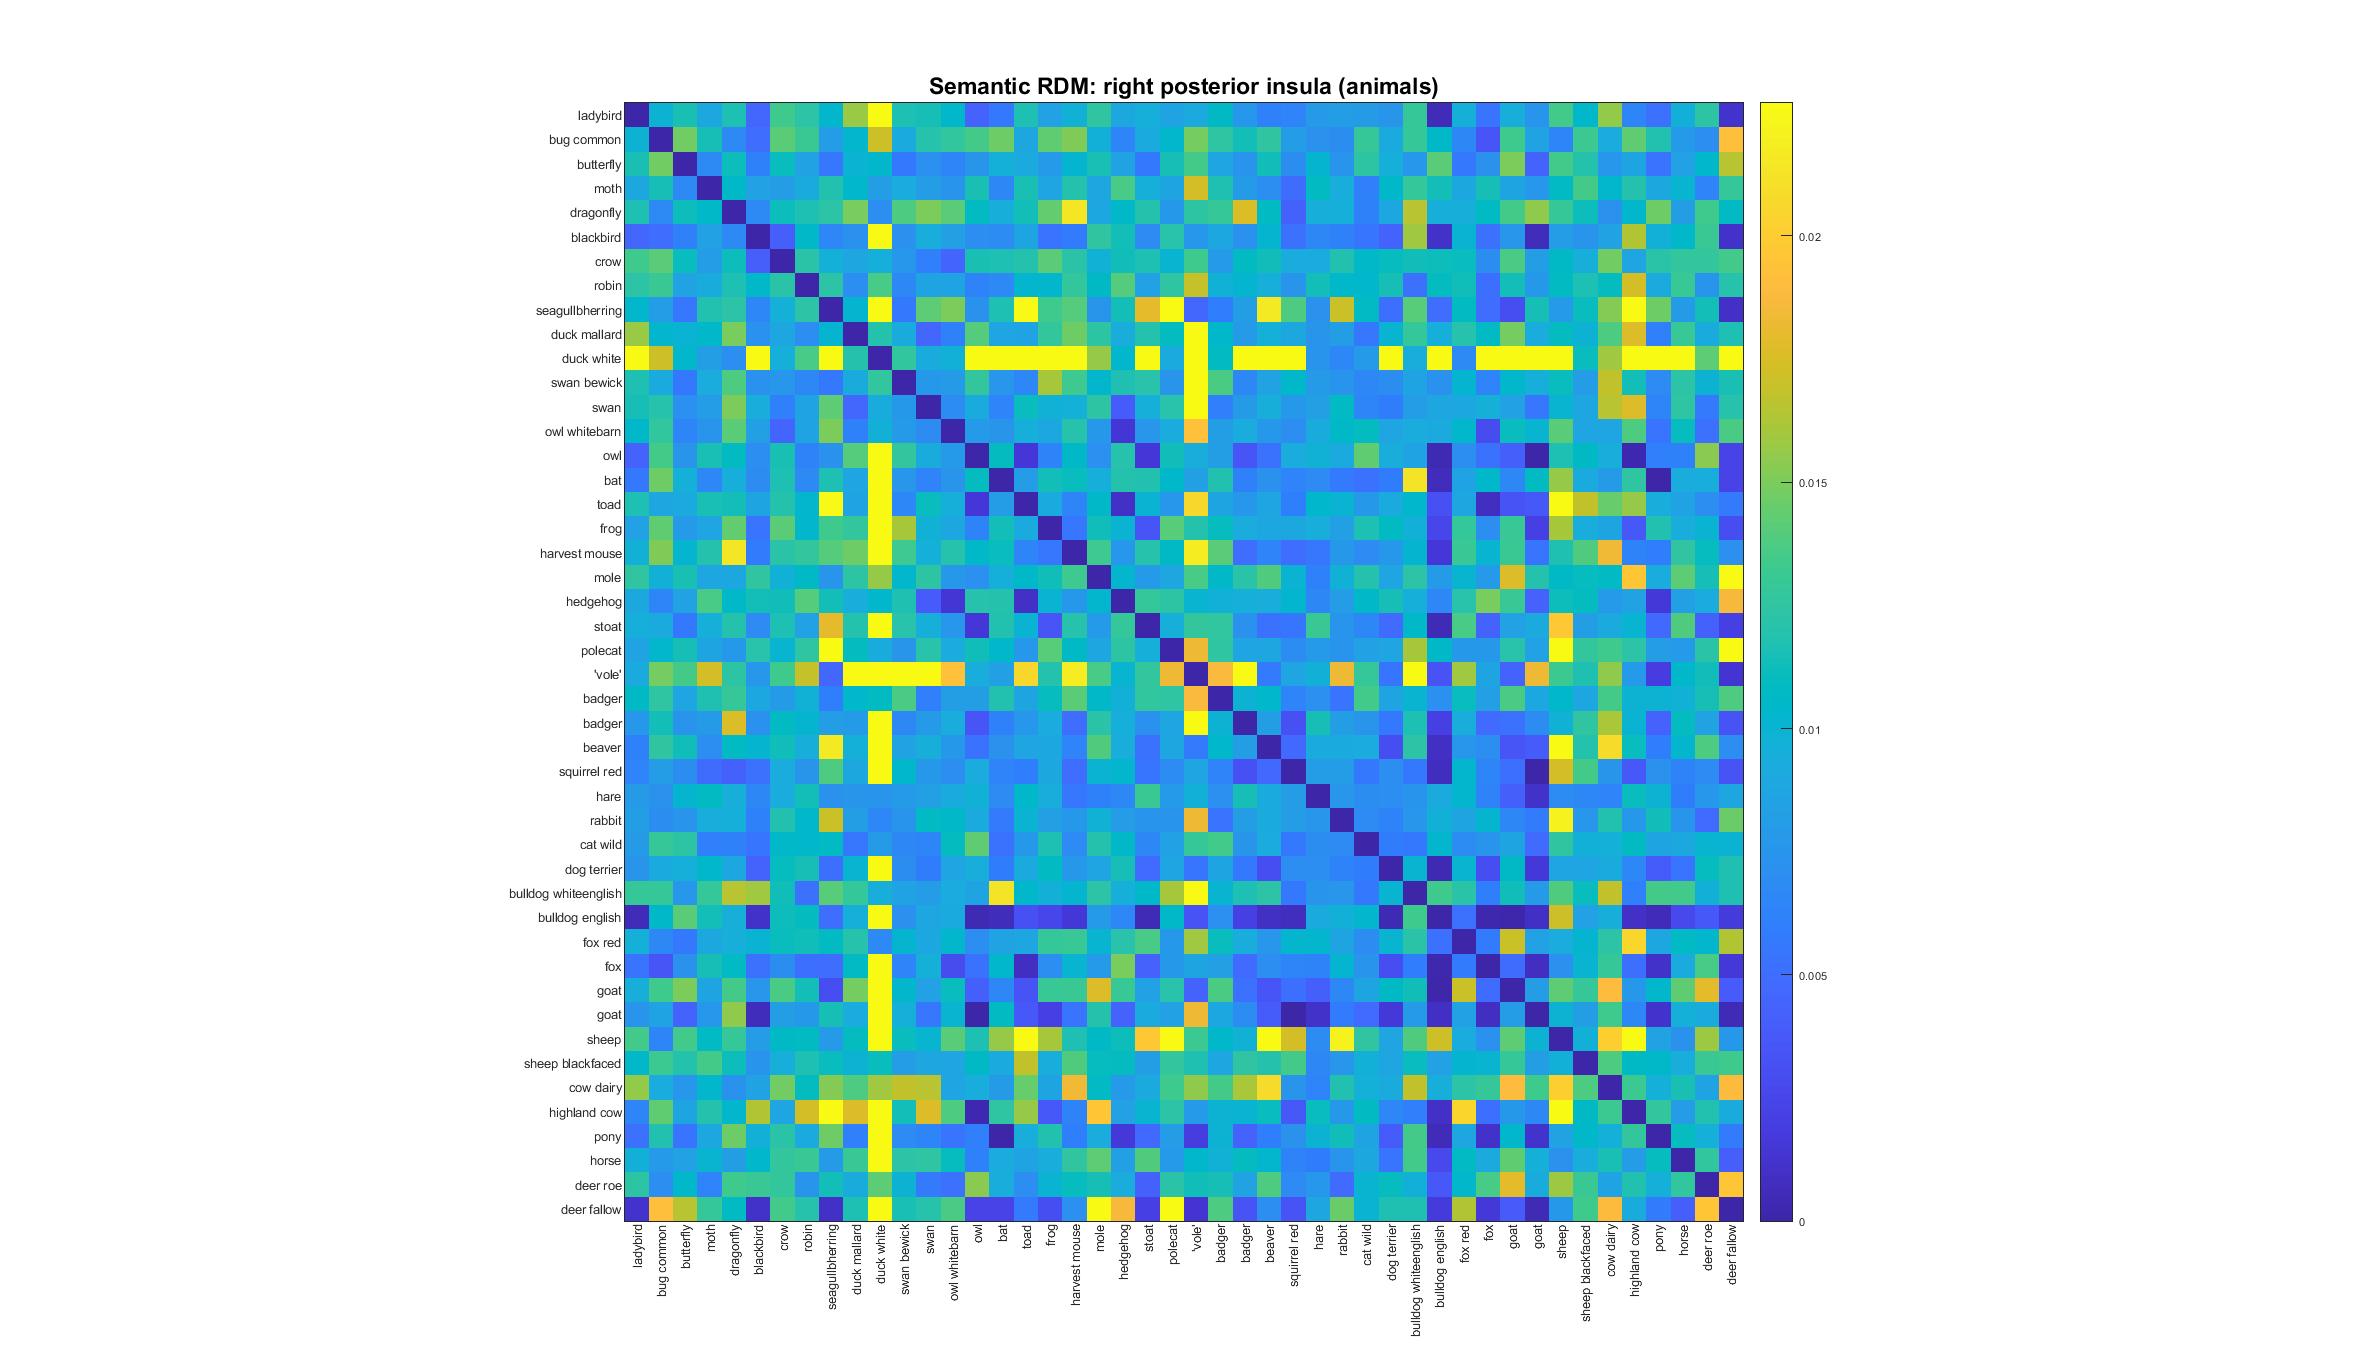 Semantic RDM: right posterior insula (animals)
ladybird
bug common
butterfly
moth
dragonfly
blackbird
crow
robin
seagullbherring
duck mallard
duck white
swan bewick
swan
owl whitebarn
owl
bat
toad
frog
harvest mouse
mole
hedgehog
stoat
polecat
'vole'
badger
badger
beaver
squirrel red
hare
rabbit
cat wild
dog terrier
bulldog whiteenglish
bulldog english
fox red
fox
goat
goat
sheep
sheep blackfaced
cow dairy
highland cow
pony
horse
deer roe
deer fallow
ladybird
bug common
butterfly
moth
dragonfly
blackbird
crow
robin
seagullbherring
duck mallard
duck white
swan bewick
swan
owl whitebarn
owl
bat
toad
frog
harvest mouse
mole
hedgehog
stoat
polecat
'vole'
badger
badger
beaver
squirrel red
hare
rabbit
cat wild
dog terrier
bulldog whiteenglish
bulldog english
fox red
fox
goat
goat
sheep
sheep blackfaced
cow dairy
highland cow
pony
horse
deer roe
deer fallow
0.02
0.015
0.01
0.005
0